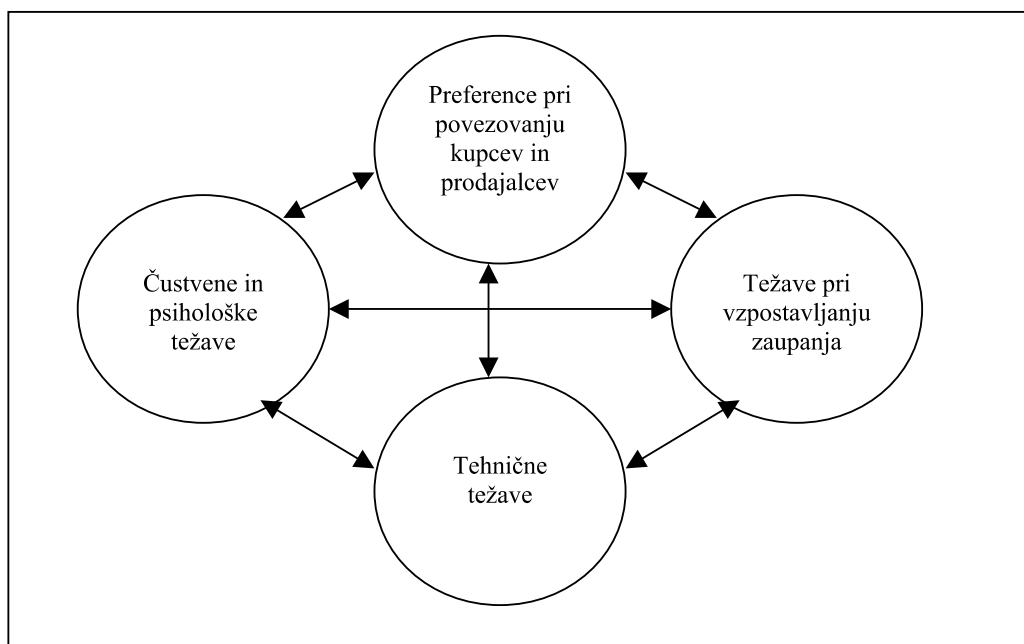 Preference pri
povezovanju
kupcev in
prodajalcev
Čustvene in
psihološke
težave
Težave pri
vzpostavljanju
zaupanja
Tehnične
težave